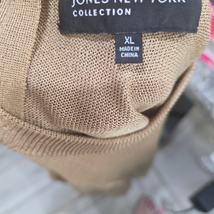 JONES NEW YORK
COLLECTION
XL
MADE IN
CHINA